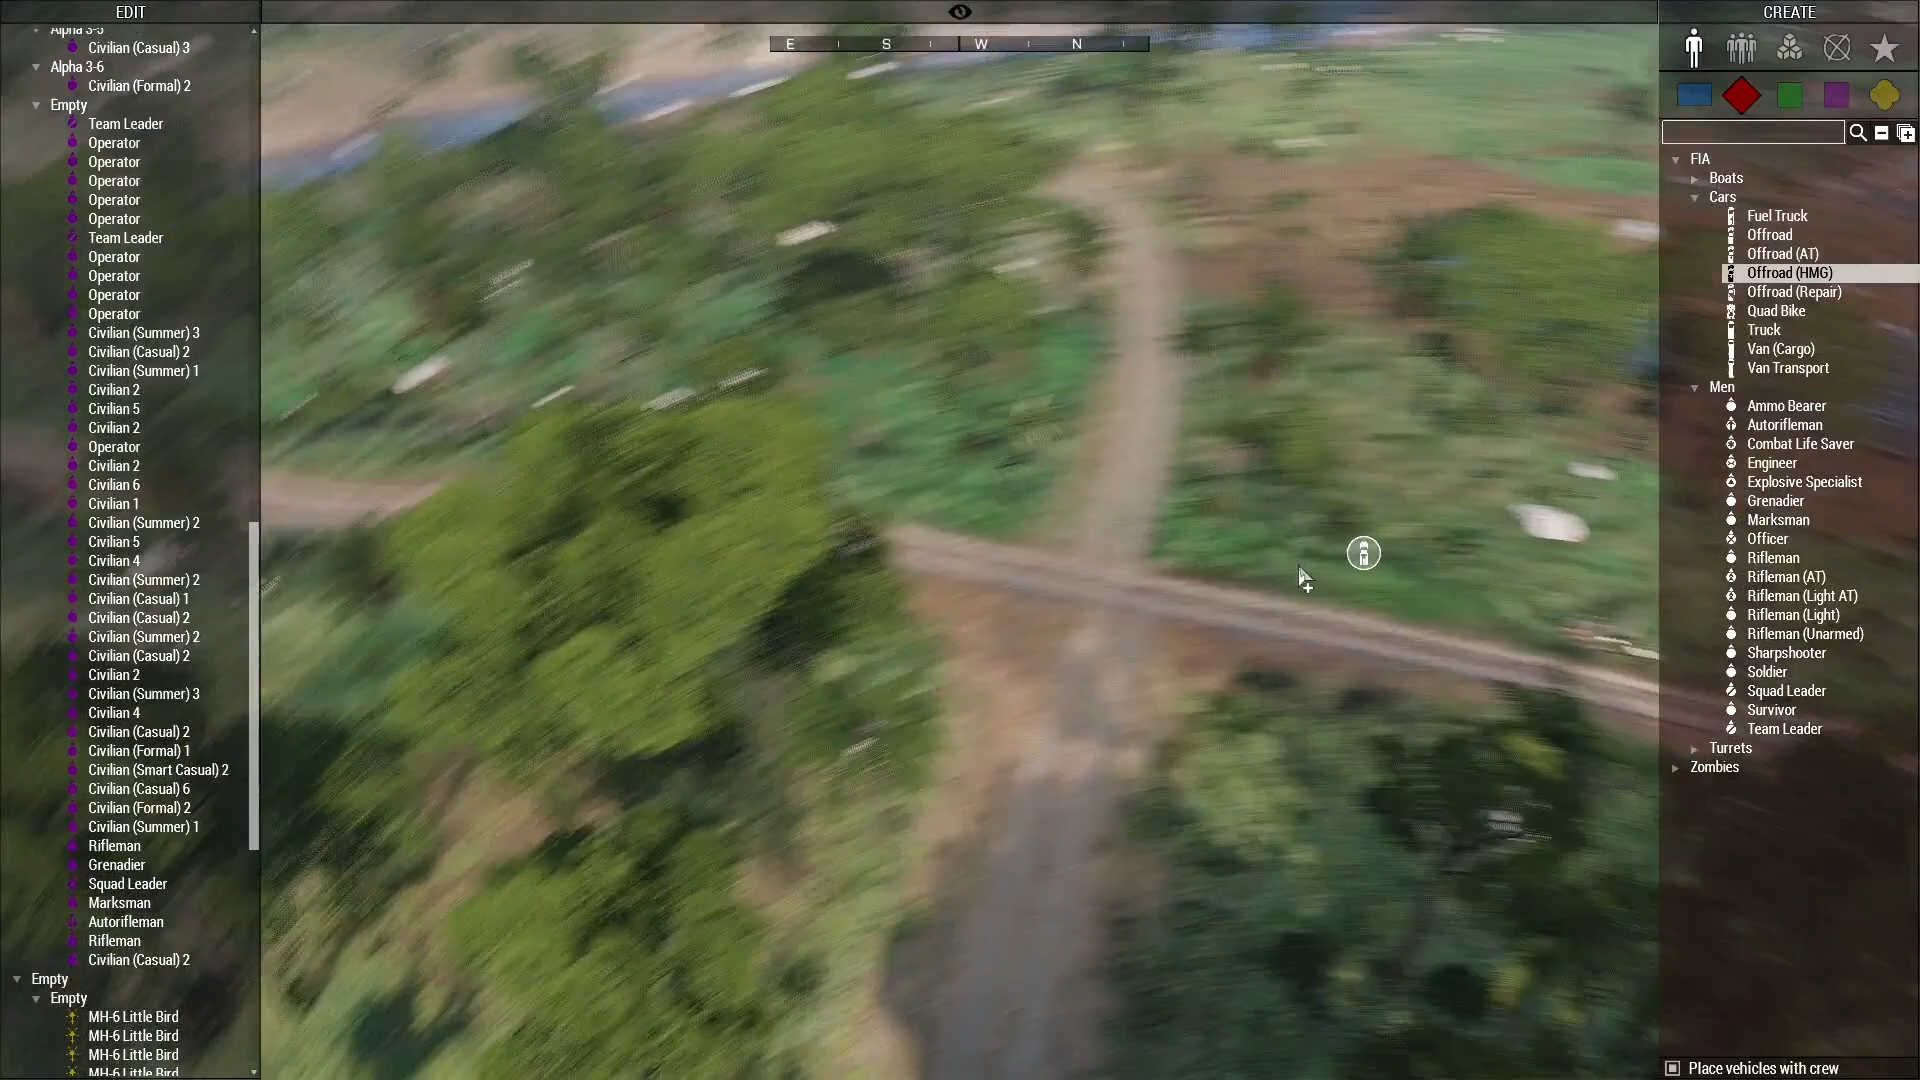 EDIT
Alpha 3-5
Civilian (Casual) 3
Alpha 3-6
Civilian (Formal) 2
Empty
Team Leader
Operator
Operator
Operator
Operator
Operator
Team Leader
Operator
Operator
Operator
Operator
Civilian (Summer) 3
Civilian (Casual) 2
Civilian (Summer) 1
Civilian 2
Civilian 5
Civilian 2
Operator
Civilian 2
Civilian 6
Civilian 1
Civilian (Summer) 2
Civilian 5
Civilian 4
Civilian (Summer) 2
Civilian (Casual) 1
Civilian (Casual) 2
Civilian (Summer) 2
Civilian (Casual) 2
Civilian 2
Civilian (Summer) 3
Civilian 4
Civilian (Casual) 2
Civilian (Formal) 1
Civilian (Smart Casual) 2
Civilian (Casual) 6
Civilian (Formal) 2
Civilian (Summer) 1
Rifleman
Grenadier
Squad Leader
Marksman
Autorifleman
Rifleman
Civilian (Casual) 2
Empty
Empty
MH-6 Little Bird
MH-6 Little Bird
MH-6 Little Bird
MH-6 Little Bird
E S W N
CREATE
FIA
Boats
Cars
Fuel Truck
Offroad
Offroad (AT)
Offroad (HMG)
Offroad (Repair)
Quad Bike
Truck
Van (Cargo)
Van Transport
Men
Ammo Bearer
Autorifleman
Combat Life Saver
Engineer
Explosive Specialist
Grenadier
Marksman
Officer
Rifleman
Rifleman (AT)
Rifleman (Light AT)
Rifleman (Light)
Rifleman (Unarmed)
Sharpshooter
Soldier
Squad Leader
Survivor
Team Leader
Turrets
Zombies
Place vehicles with crew